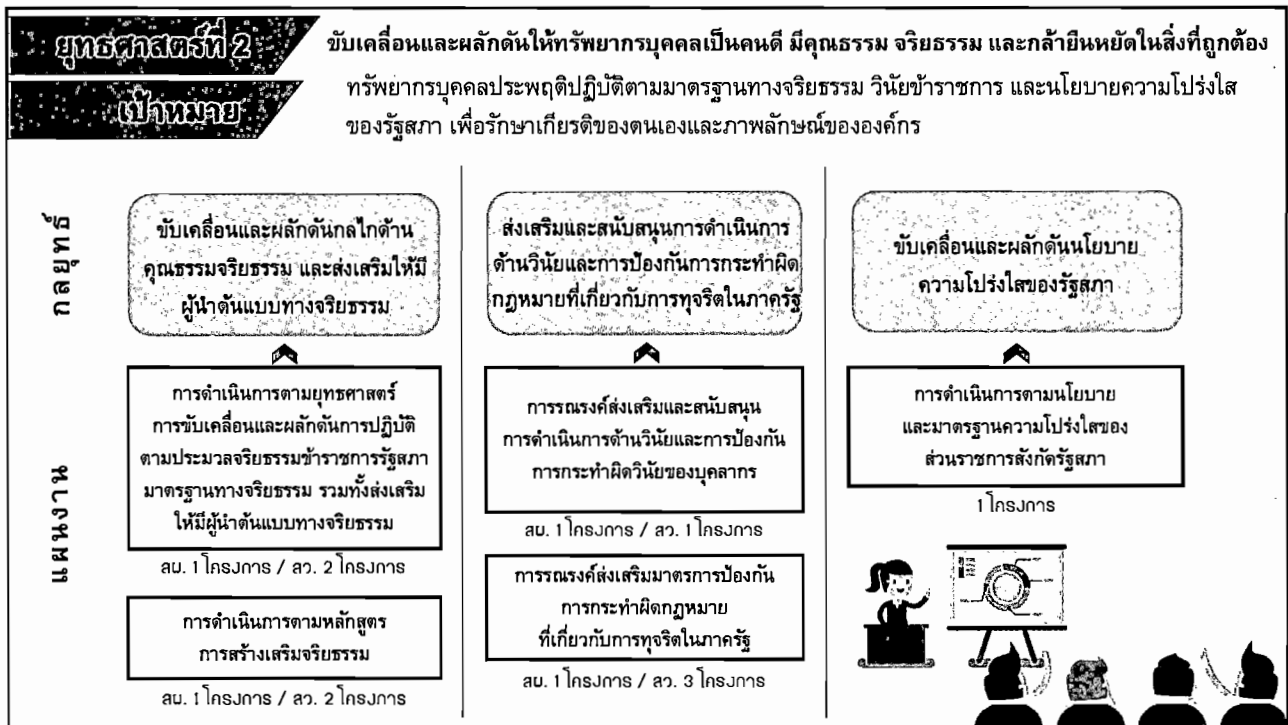 ยุทธศาสตร์ที่ 2
ขับเคลื่อนและผลักดันให้ทรัพยากรบุคคลเป็นคนดี มีคุณธรรม จริยธรรม และกล้ายืนหยัดในสิ่งที่ถูกต้อง
เป้าหมาย
ทรัพยากรบุคคลประพฤติปฏิบัติตามมาตรฐานทางจริยธรรม วินัยข้าราชการ และนโยบายความโปร่งใส
ของรัฐสภา เพื่อรักษาเกียรติของตนเองและภาพลักษณ์ขององค์กร
กลยุทธ์
ขับเคลื่อนและผลักดันกลไกด้าน
คุณธรรมจริยธรรม และส่งเสริมให้มี
ผู้นำต้นแบบทางจริยธรรม
ส่งเสริมและสนับสนุนการดำเนินการ
ด้านวินัยและการป้องกันการกระทำผิด
กฎหมายที่เกี่ยวกับการทุจริตในภาครัฐ
ขับเคลื่อนและผลักดันนโยบาย
ความโปร่งใสของรัฐสภา
แผนงาน
การดำเนินการตามยุทธศาสตร์
การขับเคลื่อนและผลักดันการปฏิบัติ
ตามประมวลจริยธรรมข้าราชการรัฐสภา
มาตรฐานทางจริยธรรม รวมทั้งส่งเสริม
ให้มีผู้นำต้นแบบทางจริยธรรม
สผ. 1 โครงการ / สว. 2 โครงการ
การดำเนินการตามหลักสูตร
การสร้างเสริมจริยธรรม
สผ. 1 โครงการ / สว. 2 โครงการ
การรณรงค์ส่งเสริมและสนับสนุน
การดำเนินการด้านวินัยและการป้องกัน
การกระทำผิดวินัยของบุคลากร
สผ. 1 โครงการ / สว. 1 โครงการ
การรณรงค์ส่งเสริมมาตรการป้องกัน
การกระทำผิดกฎหมาย
ที่เกี่ยวกับการทุจริตในภาครัฐ
สผ. 1 โครงการ / สว. 3 โครงการ
การดำเนินการตามนโยบาย
และมาตรฐานความโปร่งใสของ
ส่วนราชการสังกัดรัฐสภา
1 โครงการ